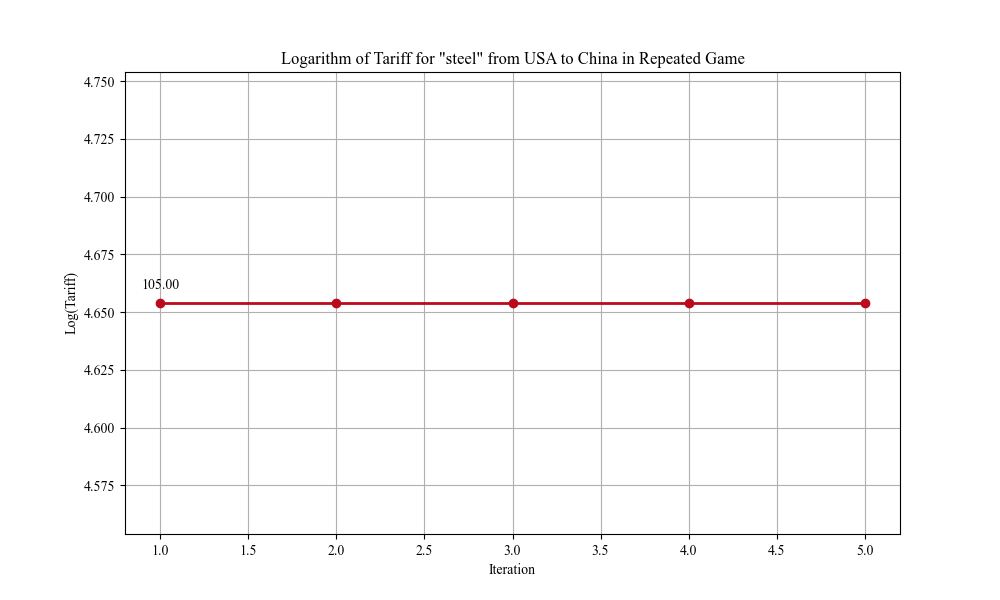 Logarithm of Tariff for "steel" from USA to China in Repeated Game
4.750
4.725
4.700
4.675
4.650
4.625
4.600
4.575
Log(Tariff)
105.00
1.0 1.5 2.0 2.5 3.0 3.5 4.0 4.5 5.0
Iteration